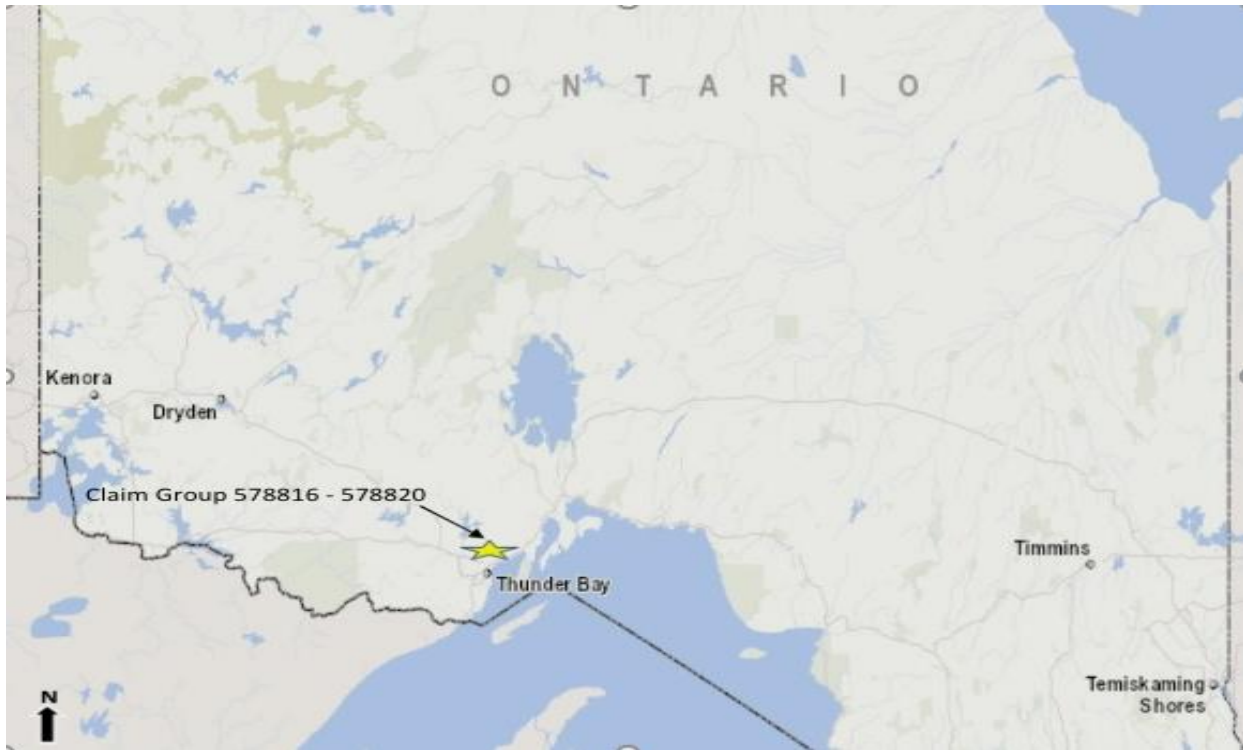 ONTARIO
Kenora
Dryden
Claim Group 578816 - 578820
Thunder Bay
Timmins
Temiskaming
Shores
N